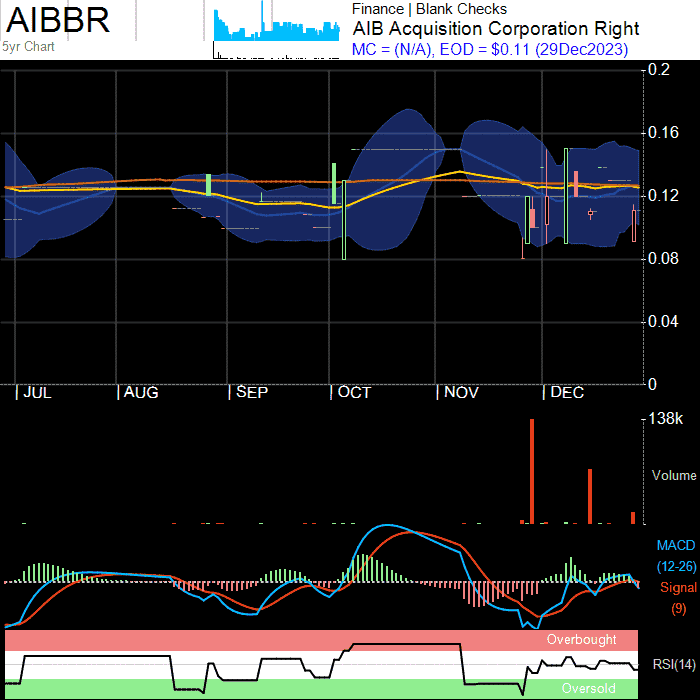 AIBBR
5yr Chart
Finance | Blank Checks
AIB Acquisition Corporation Right
MC = (N/A), EOD = $0.11 (29Dec2023)
0.2
0.16
0.12
0.08
0.04
0
JUL AUG SEP OCT NOV DEC
138k
Volume
MACD
(12-26)
Signal
(9)
Overbought
RSI(14)
Oversold